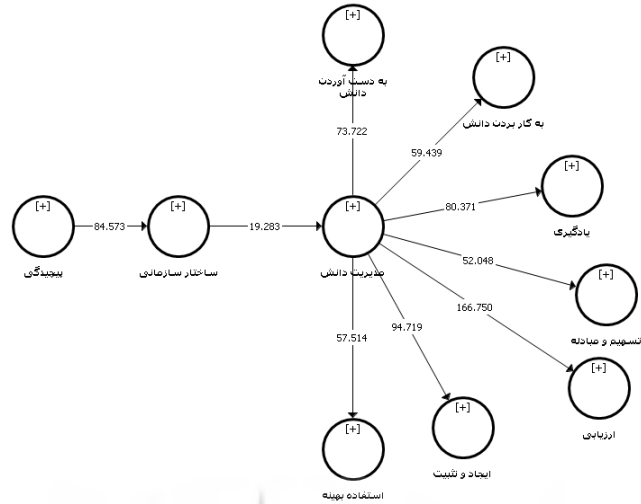 [+]
به دست آوردن
دانش
[+]
به کار بردن دانش
73.722
59.439
[+]
یادگیری
80.371
[+]
پیچیدگی
84.573
[+]
ساختار سازمانی
19.283
[+]
مدیریت دانش
52.048
[+]
تسهیم و مبادله
166.750
[+]
ارزیابی
94.719
57.514
[+]
ایجاد و تثبیت
[+]
استفاده بهینه